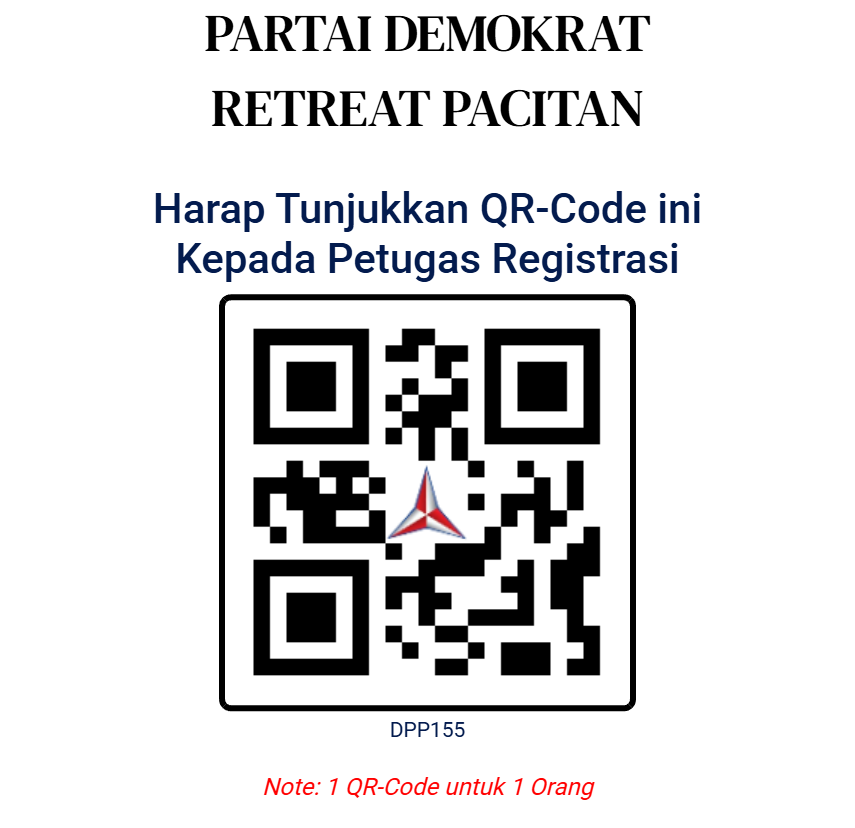 PARTAI DEMOKRAT
RETREAT PACITAN
Harap Tunjukkan QR-Code ini
Kepada Petugas Registrasi
DPP155
Note: 1 QR-Code untuk 1 Orang